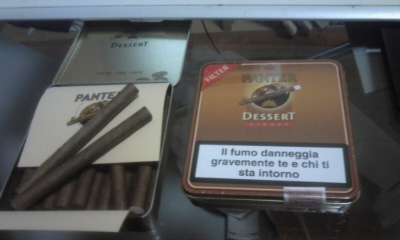 DESSERT
PANTER
FILTER
PANTER
DESSERT
Il fumo danneggia
gravemente te e chi ti
sta intorno